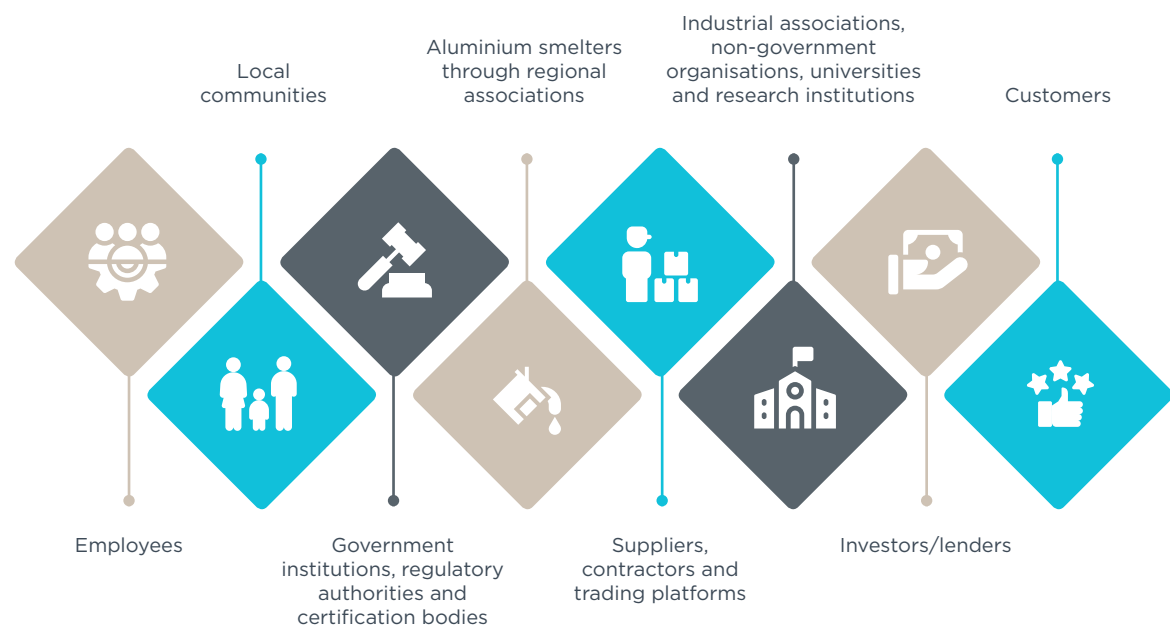 Local
communities
Aluminium smelters
through regional
associations
Industrial associations,
non-government
organisations, universities
and research institutions
Customers
Employees
Government
institutions, regulatory
authorities and
certification bodies
Suppliers,
contractors and
trading platforms
Investors/lenders